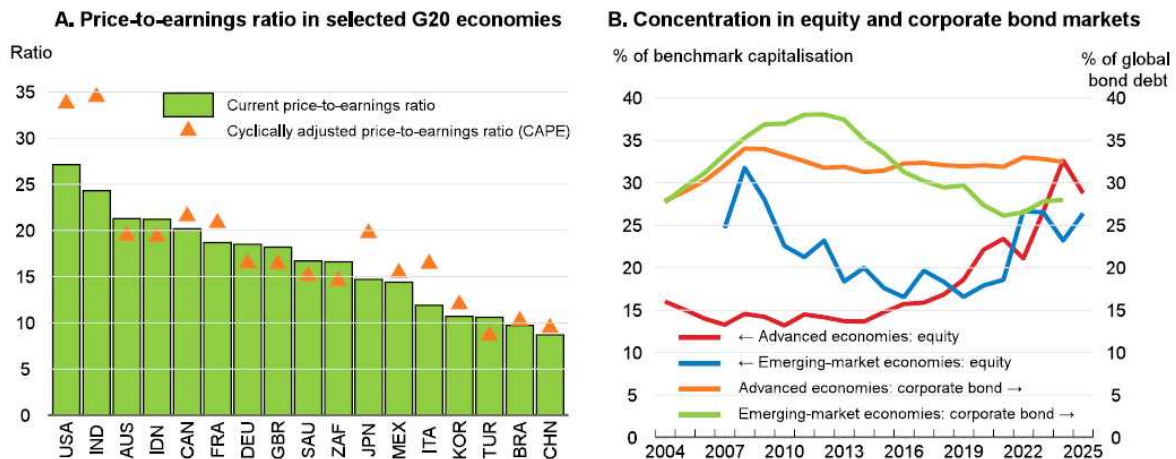 A. Price-to-earnings ratio in selected G20 economies
Ratio
35
30
25
20
15
10
5
0
Current price-to-earnings ratio
Cyclically adjusted price-to-earnings ratio (CAPE)
USA
IND
AUS
IDN
CAN
FRA
DEU
GBR
SAU
ZAF
JPN
MEX
ITA
KOR
TUR
BRA
CHN
B. Concentration in equity and corporate bond markets
% of benchmark capitalisation
% of global
bond debt
40
35
30
25
20
15
10
5
0
40
35
30
25
20
15
10
5
0
← Advanced economies: equity
← Emerging-market economies: equity
Advanced economies: corporate bond →
Emerging-market economies: corporate bond →
2004
2007
2010
2013
2016
2019
2022
2025